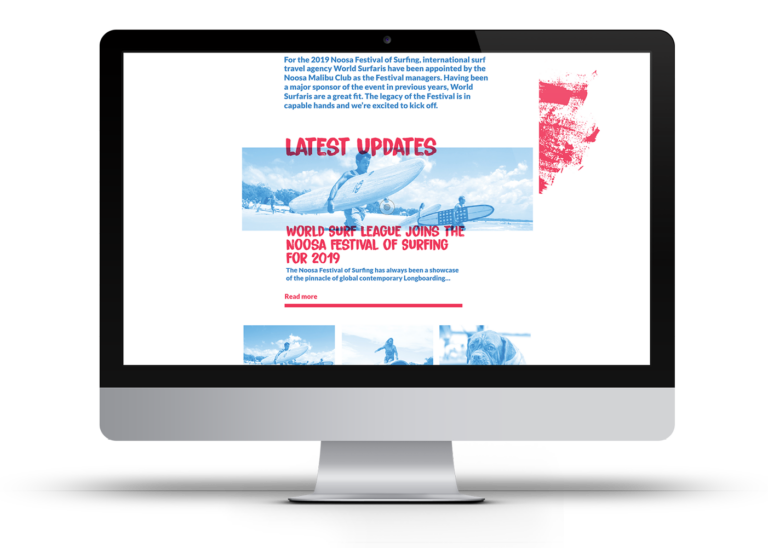 For the 2019 Noosa Festival of Surfing, international surf
travel agency World Surfaris have been appointed by the
Noosa Malibu Club as the Festival managers. Having been
a major sponsor of the event in previous years, World
Surfaris are a great fit. The legacy of the Festival is in
capable hands and we're excited to kick off.
LATEST UPDATES
WORLD SURF LEAGUE JOINS THE
NOOSA FESTIVAL OF SURFING
FOR 2019
The Noosa Festival of Surfing has always been a showcase
of the pinnacle of global contemporary Longboarding...
Read more